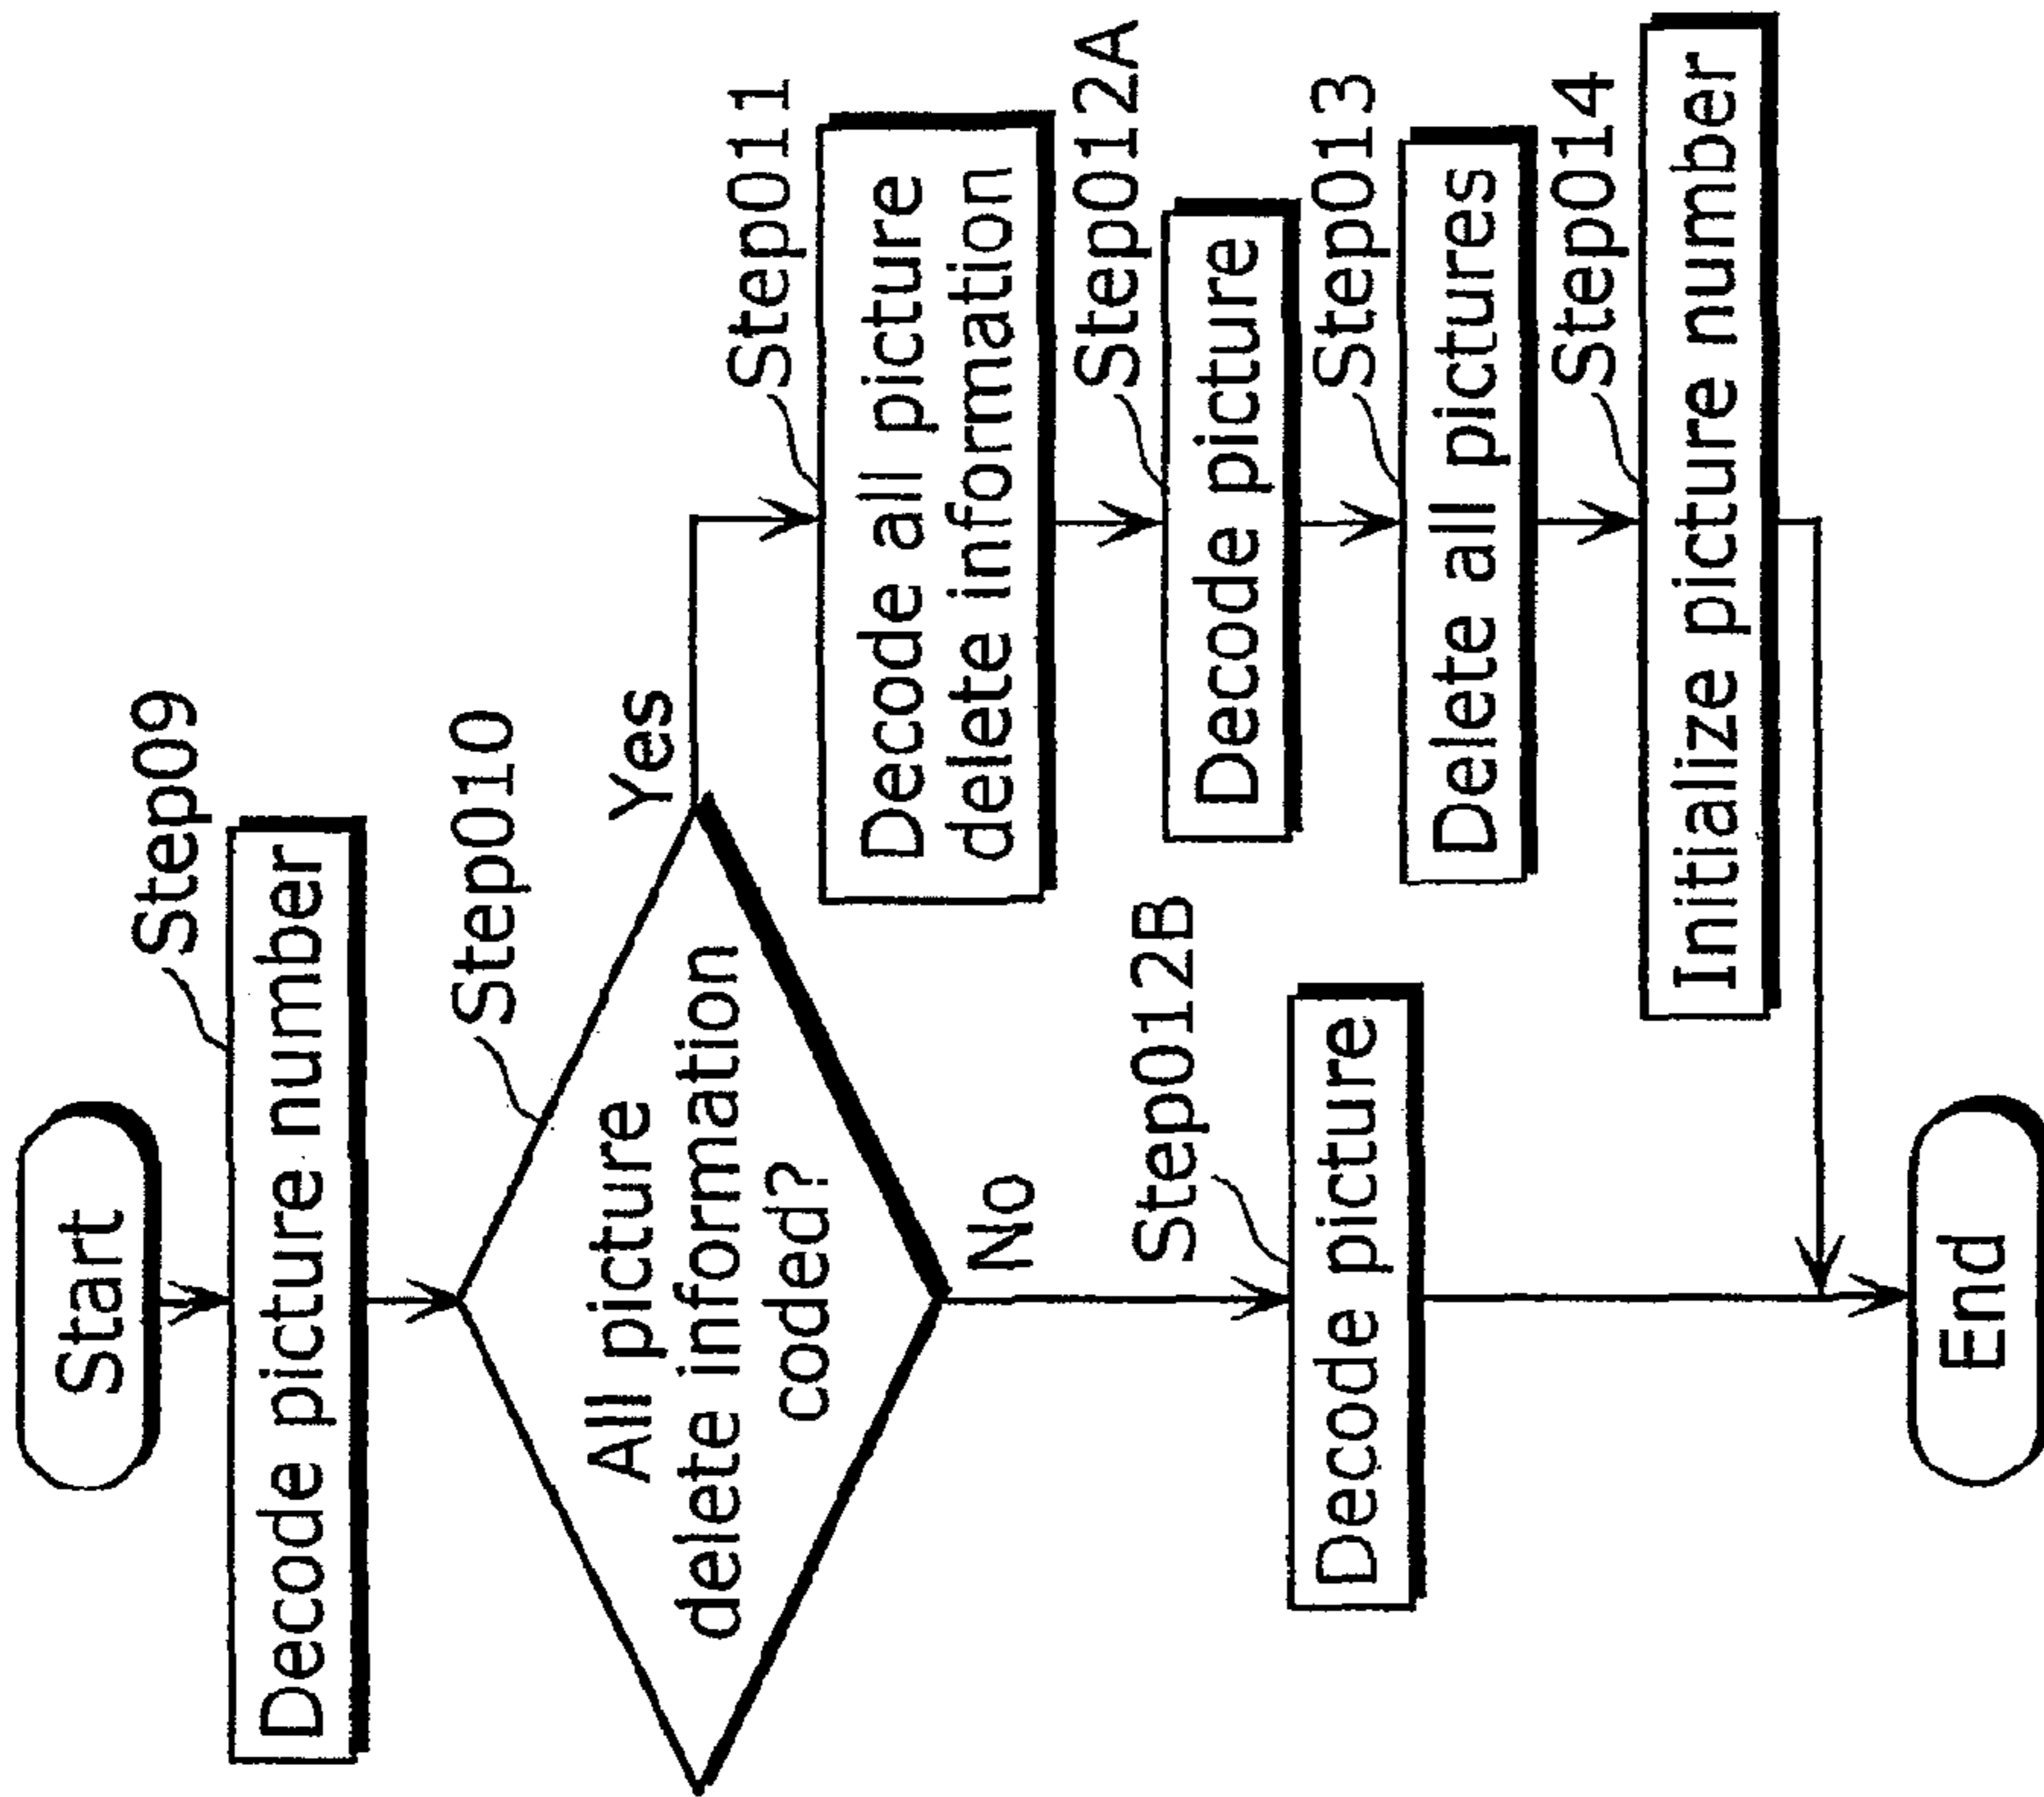 Start
Step09
Decode picture number
Step010
All picture
delete information
coded?
Yes
Step011
Decode all picture
delete information
Step012A
Decode picture
Step013
Delete all pictures
Step014
Initialize picture number
No
Step012B
Decode picture
End